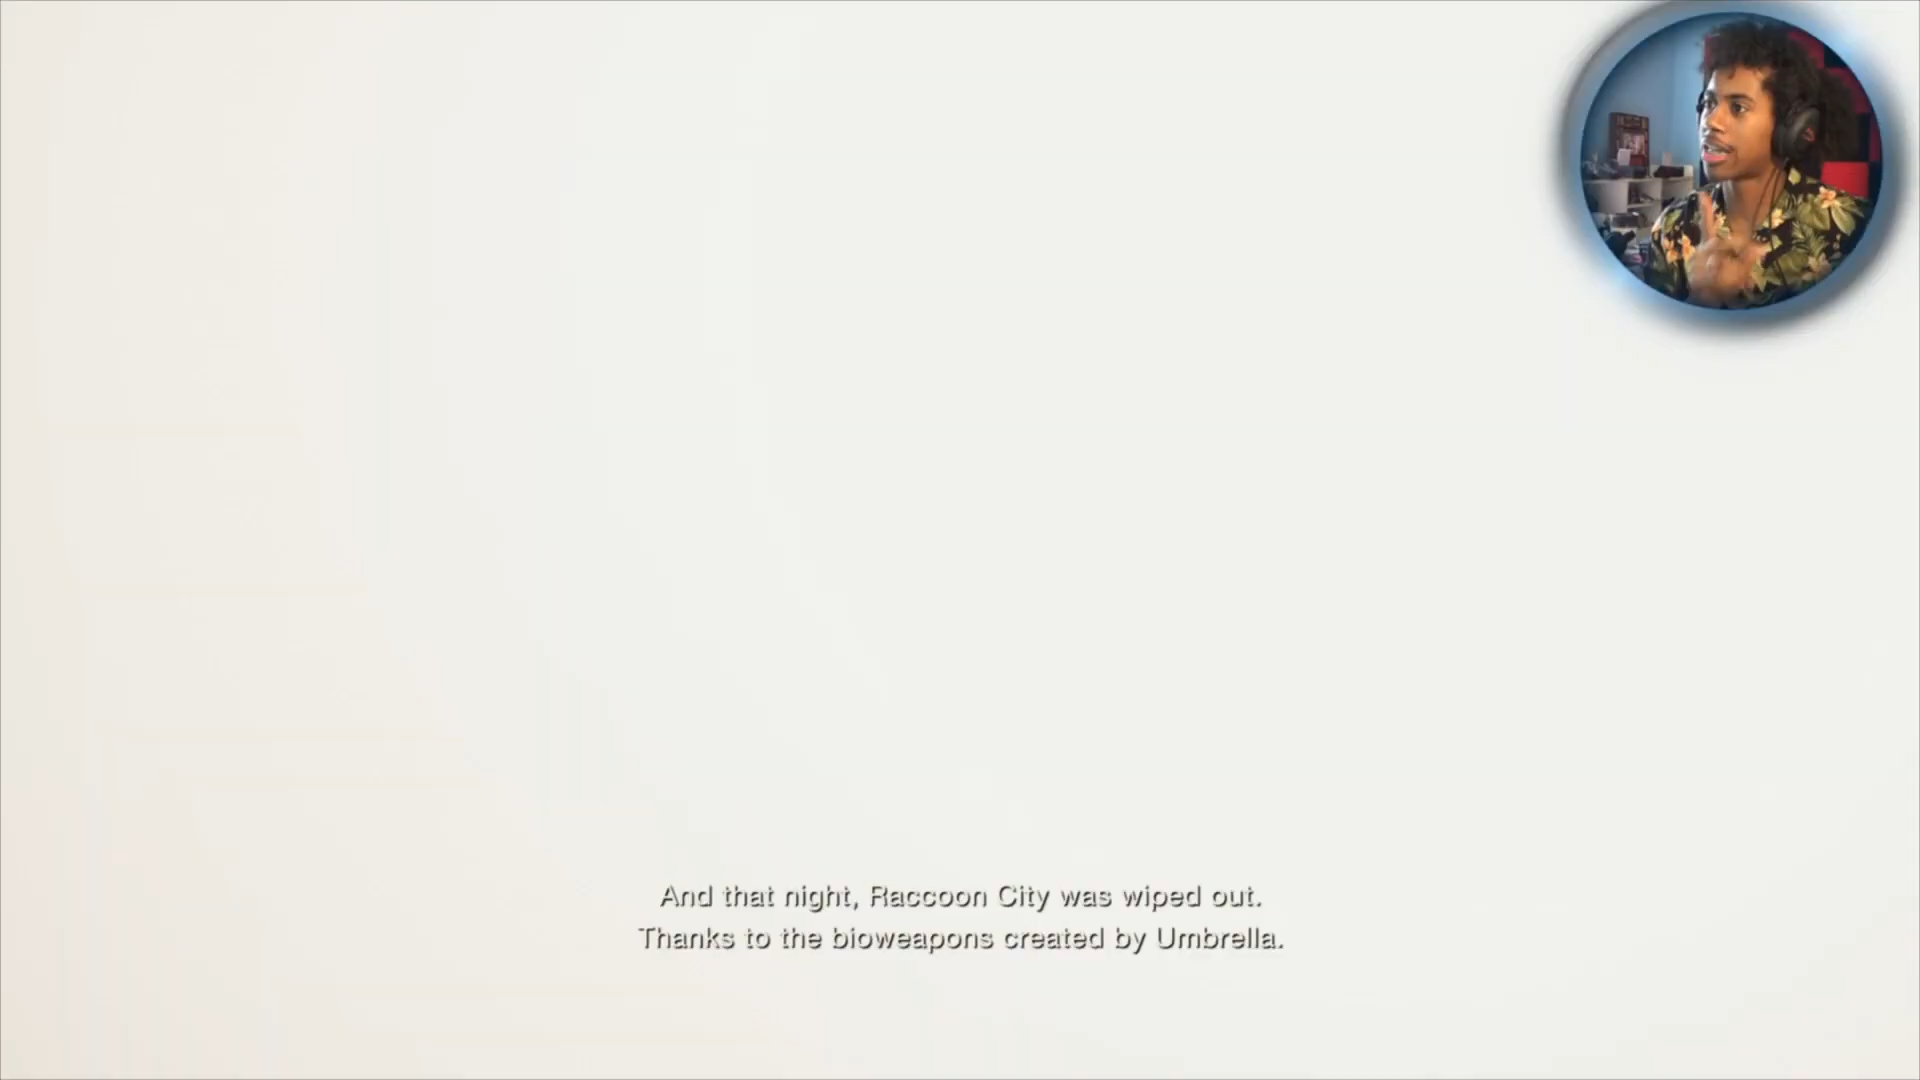 And that night, Raccoon City was wiped out.
Thanks to the bioweapons created by Umbrella.